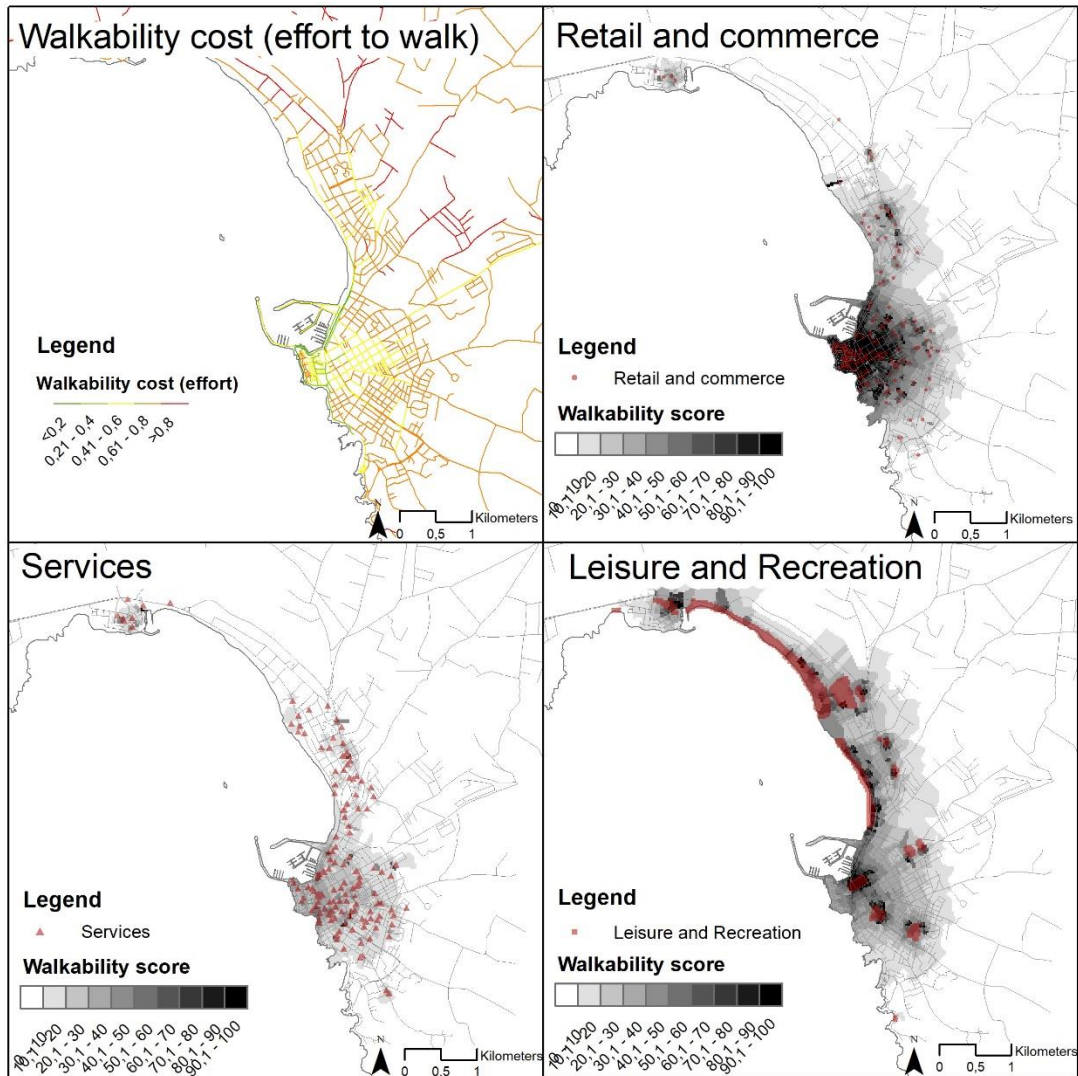 Walkability cost (effort to walk)
Legend
Walkability cost (effort)
<0.2
0,21 - 0,4
0,41 - 0,6
0,61 - 0,8
>0,8
N
0 0,5 1 Kilometers
Retail and commerce
Legend
Retail and commerce
Walkability score
20,1 - 30
30,1 - 40
40,1 - 50
50,1 - 60
60,1 - 70
70,1 - 80
80,1 - 90
90,1 - 100
N
0 0,5 1 Kilometers
Services
Legend
Services
Walkability score
20,1 - 30
30,1 - 40
40,1 - 50
50,1 - 60
60,1 - 70
70,1 - 80
80,1 - 90
90,1 - 100
N
0 0,5 1 Kilometers
Leisure and Recreation
Legend
Leisure and Recreation
Walkability score
20,1 - 30
30,1 - 40
40,1 - 50
50,1 - 60
60,1 - 70
70,1 - 80
80,1 - 90
90,1 - 100
N
0 0,5 1 Kilometers